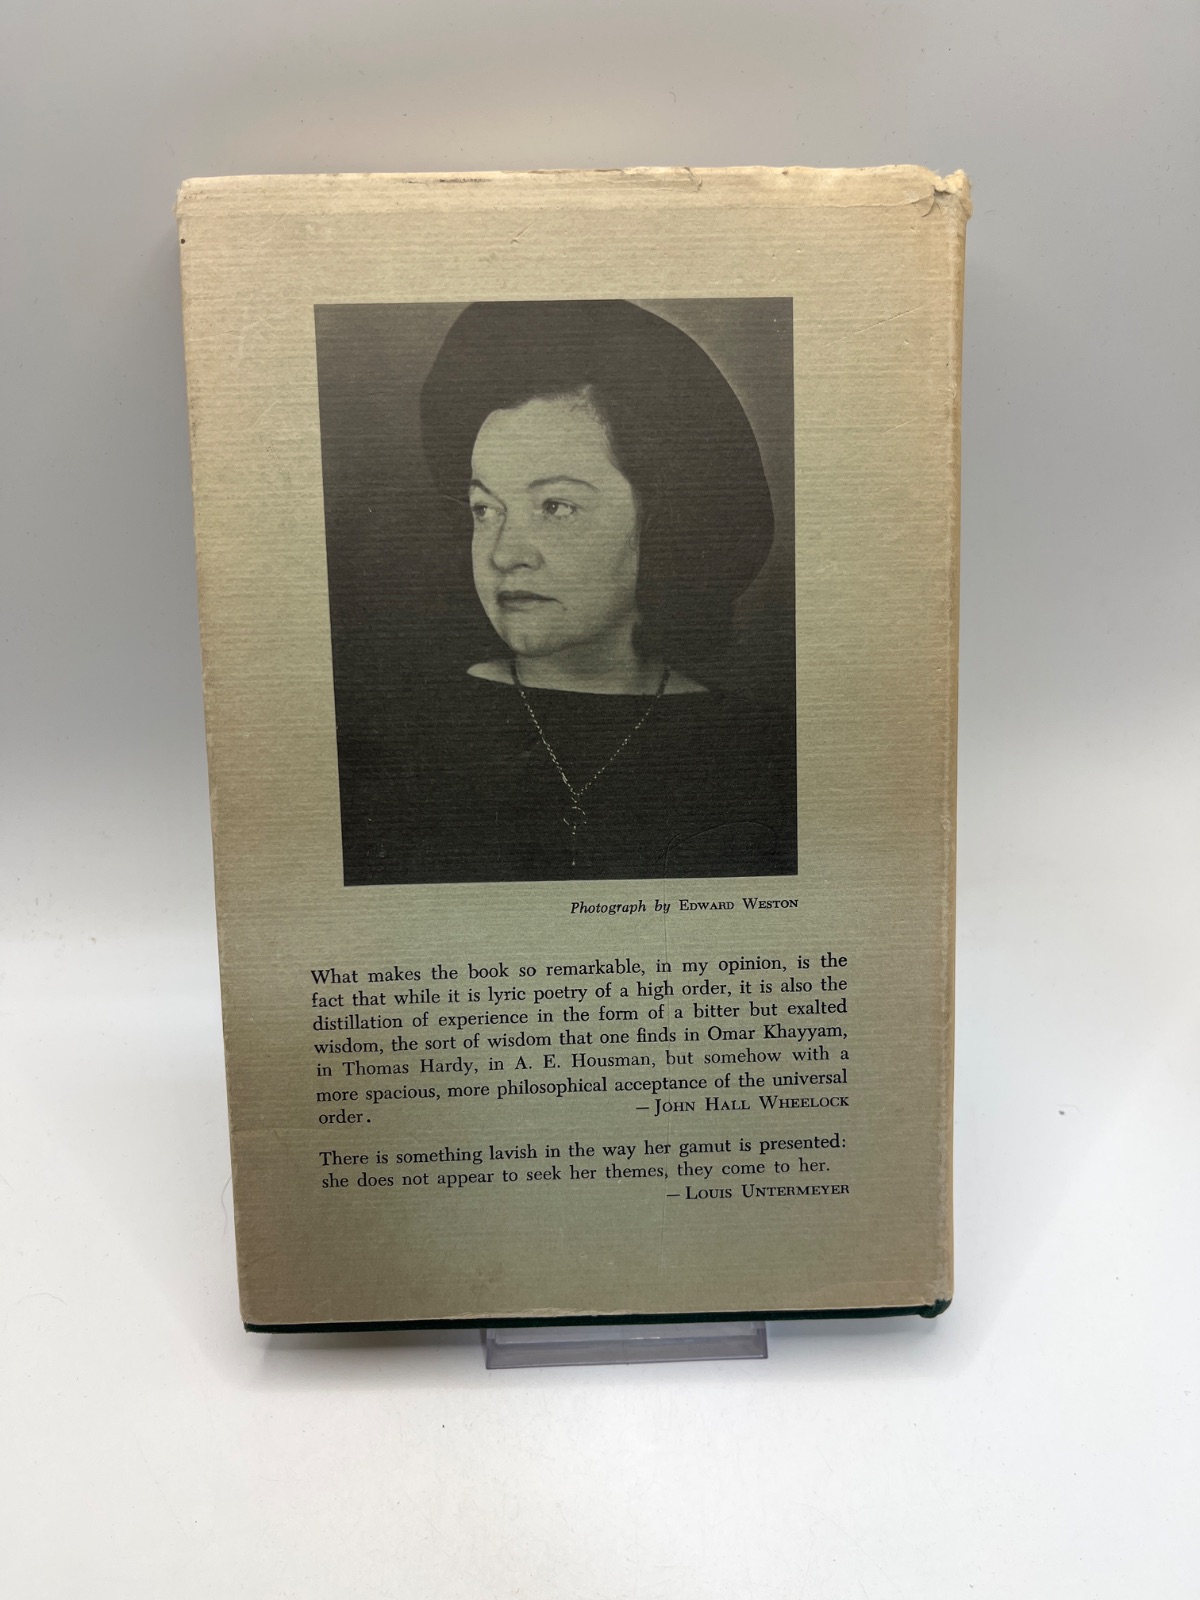 Photograph by EDWARD WESTON
What makes the book so remarkable, in my opinion, is the
fact that while it is lyric poetry of a high order, it is also the
distillation of experience in the form of a bitter but exalted
wisdom, the sort of wisdom that one finds in Omar Khayyam,
in Thomas Hardy, in A. E. Housman, but somehow with a
more spacious, more philosophical acceptance of the universal
order.
— JOHN HALL WHEELOCK
There is something lavish in the way her gamut is presented:
she does not appear to seek her themes, they come to her.
— LOUIS UNTERMEYER